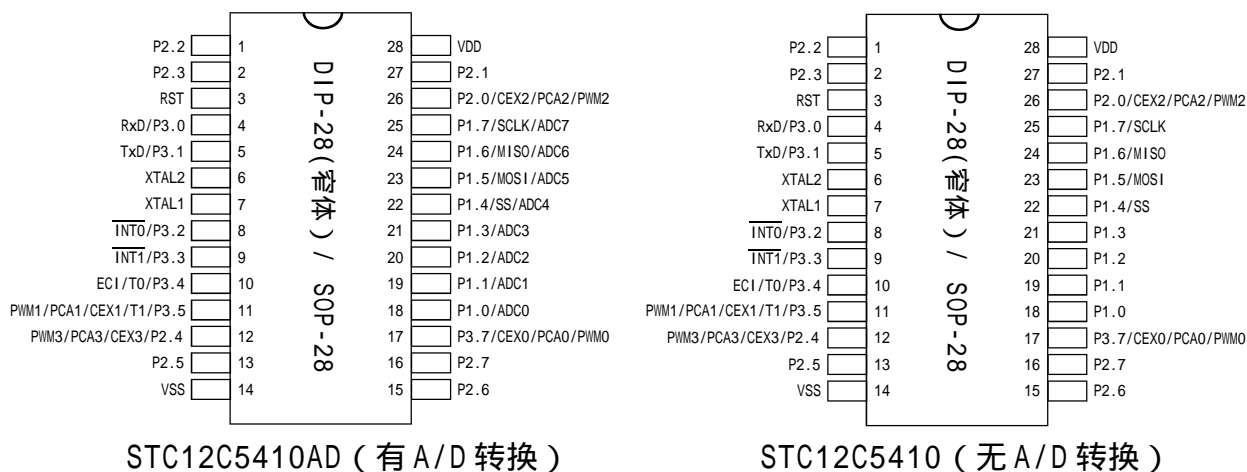 P2.2 1 28 VDD
P2.3 2 27 P2.1
RST 3 26 P2.0/CEX2/PCA2/PWM2
RxD/P3.0 4 25 P1.7/SCLK/ADC7
TxD/P3.1 5 24 P1.6/MISO/ADC6
XTAL2 6 23 P1.5/MOSI/ADC5
XTAL1 7 22 P1.4/SS/ADC4
INT0/P3.2 8 21 P1.3/ADC3
INT1/P3.3 9 20 P1.2/ADC2
ECI/T0/P3.4 10 19 P1.1/ADC1
PWM1/PCA1/CEX1/T1/P3.5 11 18 P1.0/ADC0
PWM3/PCA3/CEX3/P2.4 12 17 P3.7/CEX0/PCA0/PWM0
P2.5 13 16 P2.7
VSS 14 15 P2.6
DIP-28(窄体) / SOP-28
STC12C5410AD（有A/D转换）
P2.2 1 28 VDD
P2.3 2 27 P2.1
RST 3 26 P2.0/CEX2/PCA2/PWM2
RxD/P3.0 4 25 P1.7/SCLK
TxD/P3.1 5 24 P1.6/MISO
XTAL2 6 23 P1.5/MOSI
XTAL1 7 22 P1.4/SS
INT0/P3.2 8 21 P1.3
INT1/P3.3 9 20 P1.2
ECI/T0/P3.4 10 19 P1.1
PWM1/PCA1/CEX1/T1/P3.5 11 18 P1.0
PWM3/PCA3/CEX3/P2.4 12 17 P3.7/CEX0/PCA0/PWM0
P2.5 13 16 P2.7
VSS 14 15 P2.6
DIP-28(窄体) / SOP-28
STC12C5410（无A/D转换）